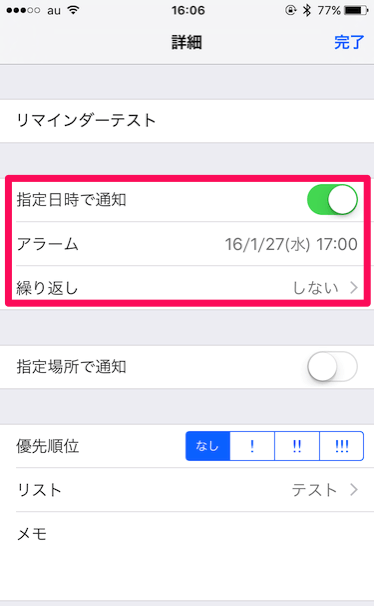 au 16:06 77%
詳細 完了
リマインダーテスト
指定日時で通知
アラーム 16/1/27(水) 17:00
繰り返し しない
指定場所で通知
優先順位 なし ! !! !!!
リスト テスト
メモ